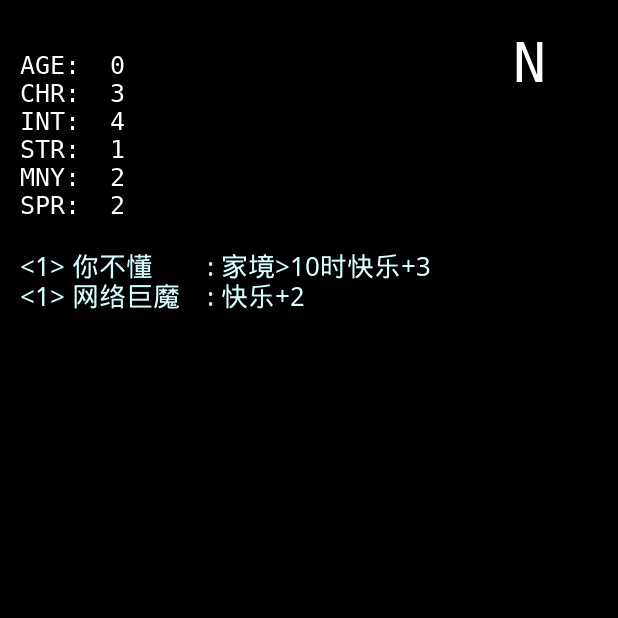 N
AGE: 0
CHR: 3
INT: 4
STR: 1
MNY: 2
SPR: 2
<1> 你不懂 : 家境>10时快乐+3
<1> 网络巨魔 : 快乐+2